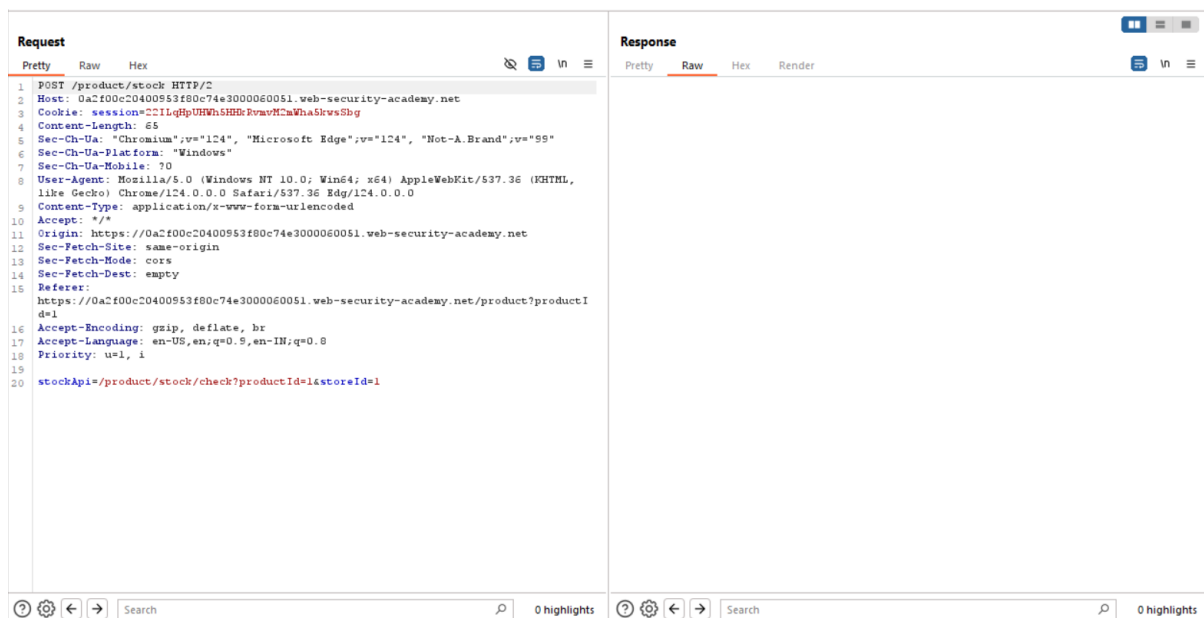 Request
Pretty Raw Hex
\n
1 POST /product/stock HTTP/2
2 Host: 0a2f00c20400953f80c74e3000060051.web-security-academy.net
3 Cookie: session=22ILqHpUHWh5HHkRvmvM2mWha5kwsSbg
4 Content-Length: 65
5 Sec-Ch-Ua: "Chromium";v="124", "Microsoft Edge";v="124", "Not-A.Brand";v="99"
6 Sec-Ch-Ua-Platform: "Windows"
7 Sec-Ch-Ua-Mobile: ?0
8 User-Agent: Mozilla/5.0 (Windows NT 10.0; Win64; x64) AppleWebKit/537.36 (KHTML,
like Gecko) Chrome/124.0.0.0 Safari/537.36 Edg/124.0.0.0
9 Content-Type: application/x-www-form-urlencoded
10 Accept: */*
11 Origin: https://0a2f00c20400953f80c74e3000060051.web-security-academy.net
12 Sec-Fetch-Site: same-origin
13 Sec-Fetch-Mode: cors
14 Sec-Fetch-Dest: empty
15 Referer:
https://0a2f00c20400953f80c74e3000060051.web-security-academy.net/product?productI
d=1
16 Accept-Encoding: gzip, deflate, br
17 Accept-Language: en-US,en;q=0.9,en-IN;q=0.8
18 Priority: u=1, i
19
20 stockApi=/product/stock/check?productId=1&storeId=1
Search
0 highlights
Response
Pretty Raw Hex Render
\n
Search
0 highlights